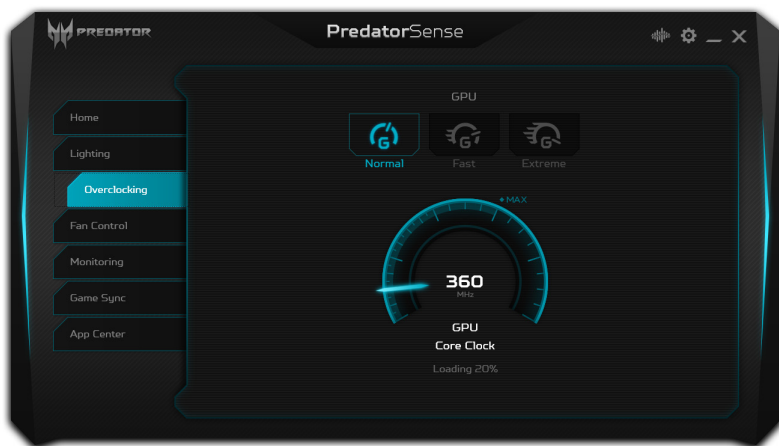 PREDATOR
PredatorSense
Home
Lighting
Overclocking
Fan Control
Monitoring
Game Sync
App Center
GPU
G
G
G
Normal
Fast
Extreme
MAX
360
MHz
GPU
Core Clock
Loading 20%